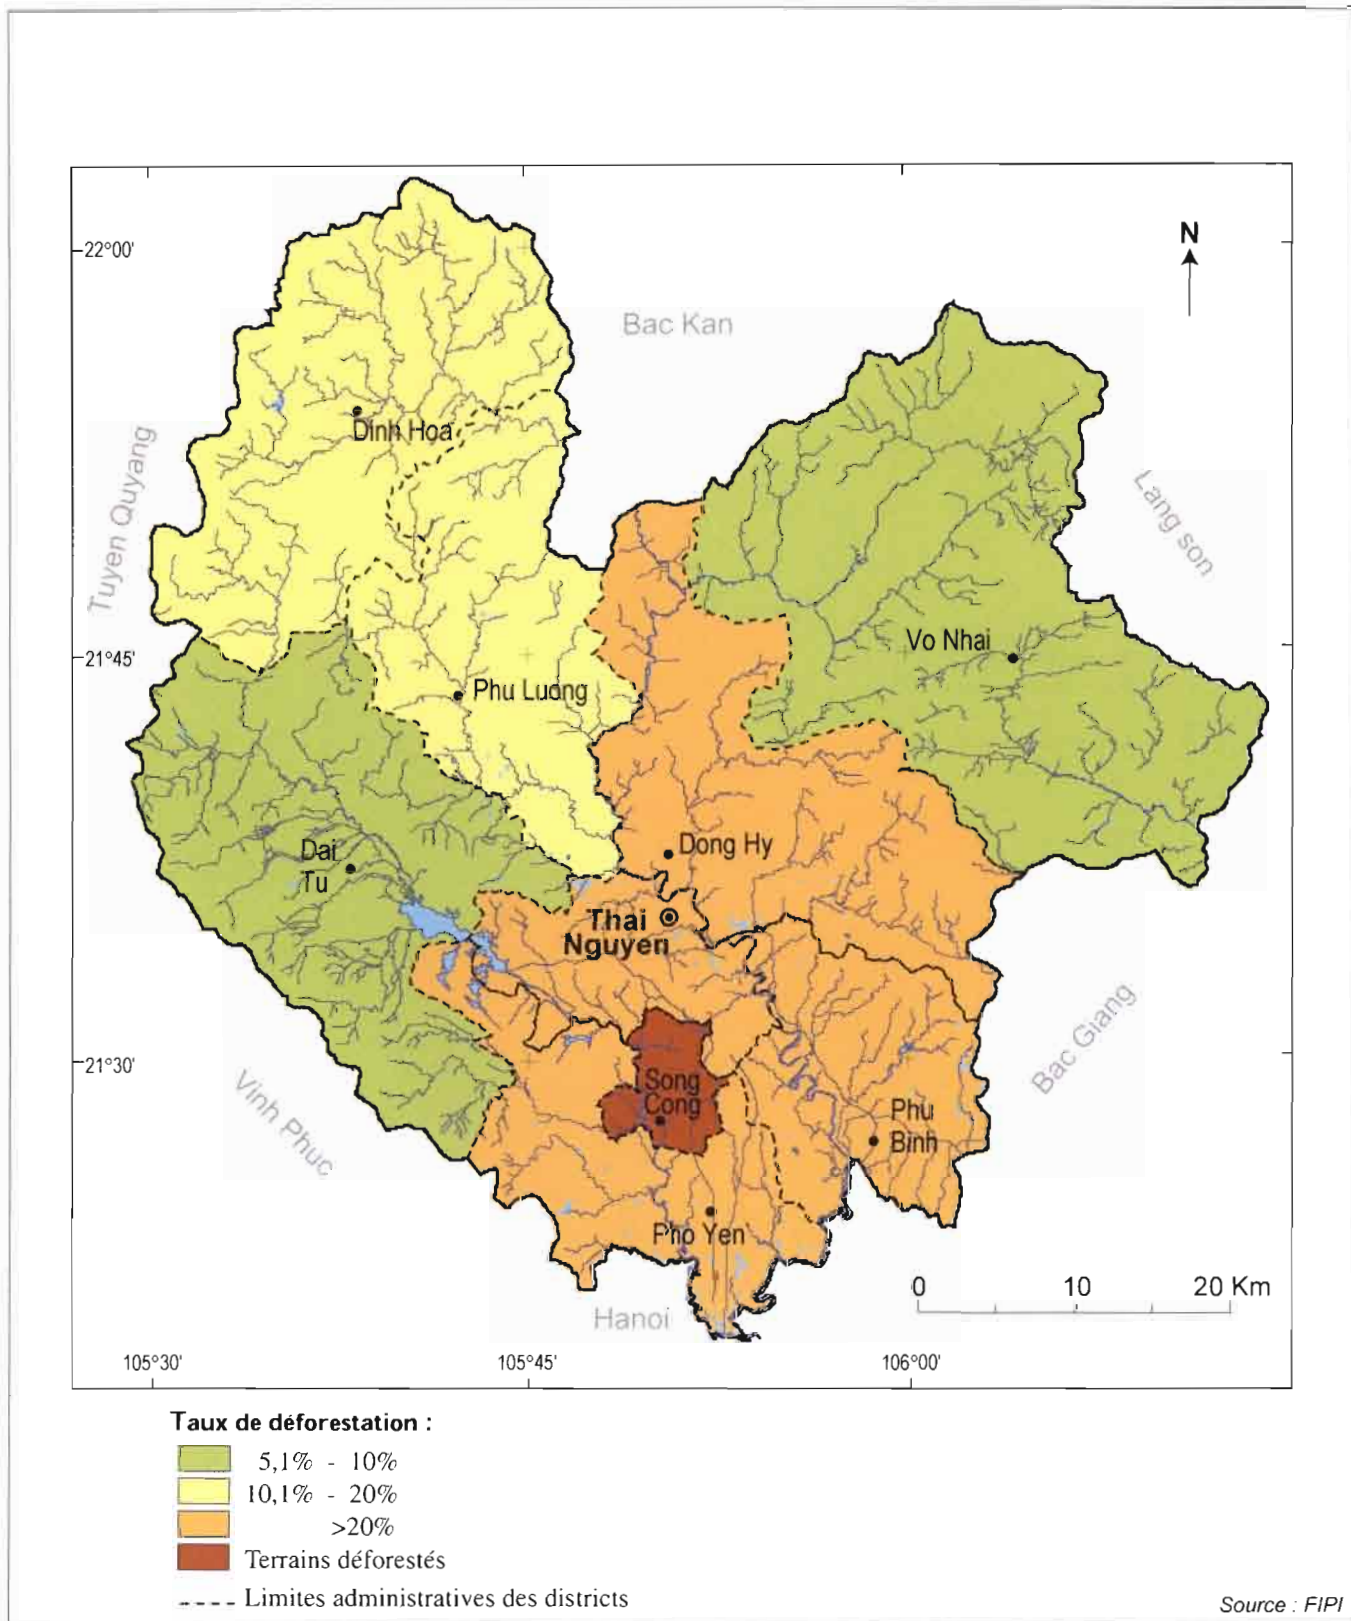 N
22°00'
Bac Kan
Dinh Hoa
Tuyen Quyang
Lang son
Vo Nhai
21°45'
Phu Luong
Dong Hy
Dai
Tu
Thai
Nguyen
Bac Giang
21°30'
Song
Cong
Vinh Phuc
Phu
Binh
Pho Yen
0 10 20 Km
Hanoi
105°30' 105°45' 106°00'
Taux de déforestation :
5,1% - 10%
10,1% - 20%
>20%
Terrains déforestés
Limites administratives des districts
Source : FIPI